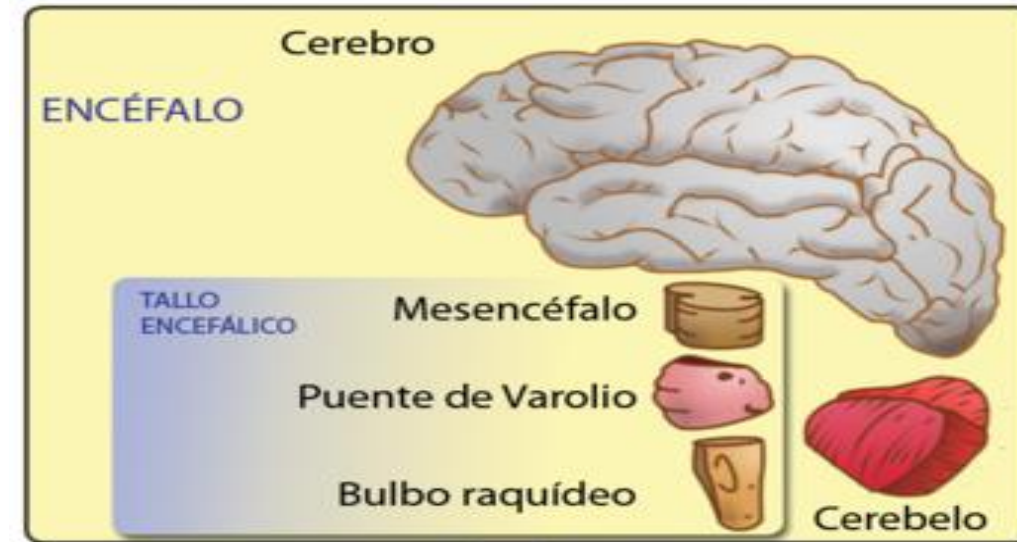 Cerebro
ENCÉFALO
TALLO
ENCEFÁLICO
Mesencéfalo
Puente de Varolio
Bulbo raquídeo
Cerebelo